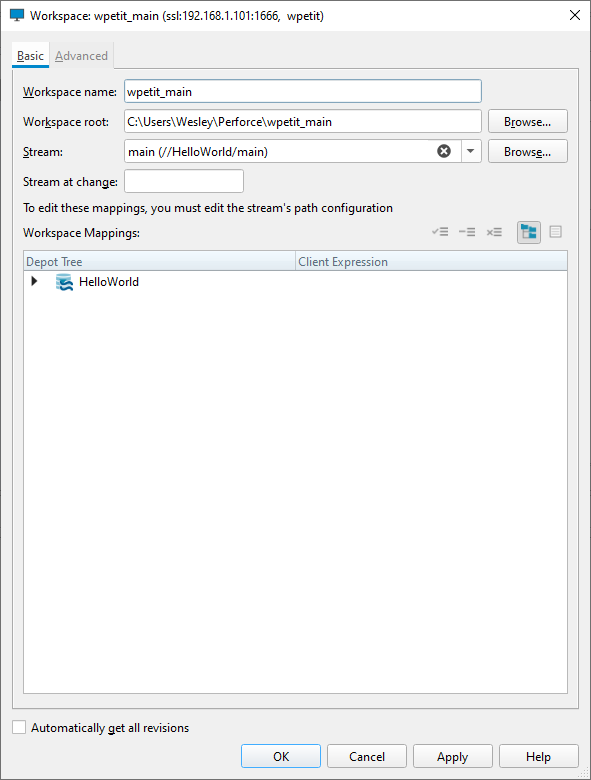 Workspace: wpetit_main (ssl:192.168.1.101:1666,  wpetit)
Basic Advanced
Workspace name: wpetit_main
Workspace root: C:\Users\Wesley\Perforce\wpetit_main Browse...
Stream: main (//HelloWorld/main) Browse...
Stream at change:
To edit these mappings, you must edit the stream's path configuration
Workspace Mappings:
Depot Tree Client Expression
HelloWorld
Automatically get all revisions
OK Cancel Apply Help